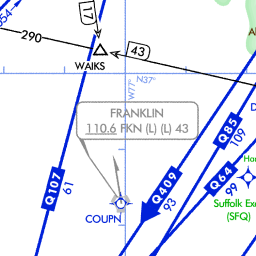 17
054
290
43
WAIKS
N37°
W77°
FRANKLIN
110.6 FKN (L) (L) 43
Q85
109
Q64
99
Q107
61
Q409
93
COUPN
Suffolk Ex
(SFQ)